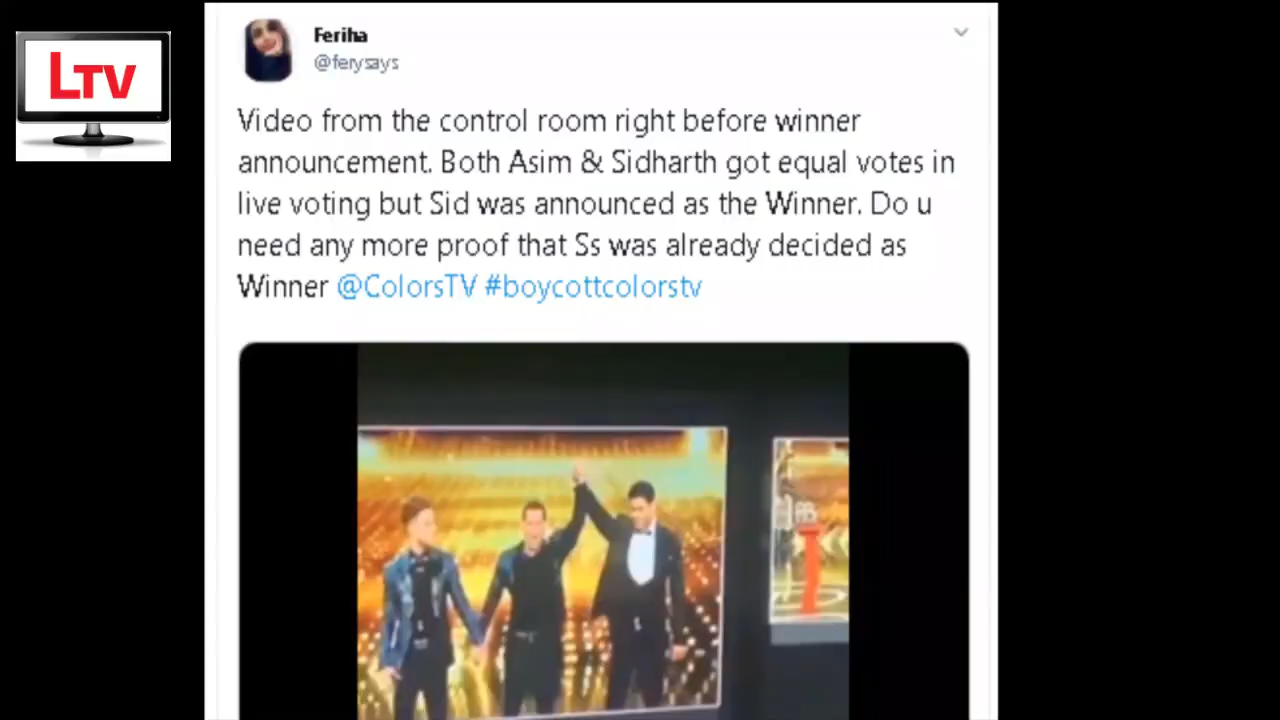 LTV
Feriha
@ferysays
Video from the control room right before winner
announcement. Both Asim & Sidharth got equal votes in
live voting but Sid was announced as the Winner. Do u
need any more proof that Ss was already decided as
Winner @ColorsTV #boycottcolorstv